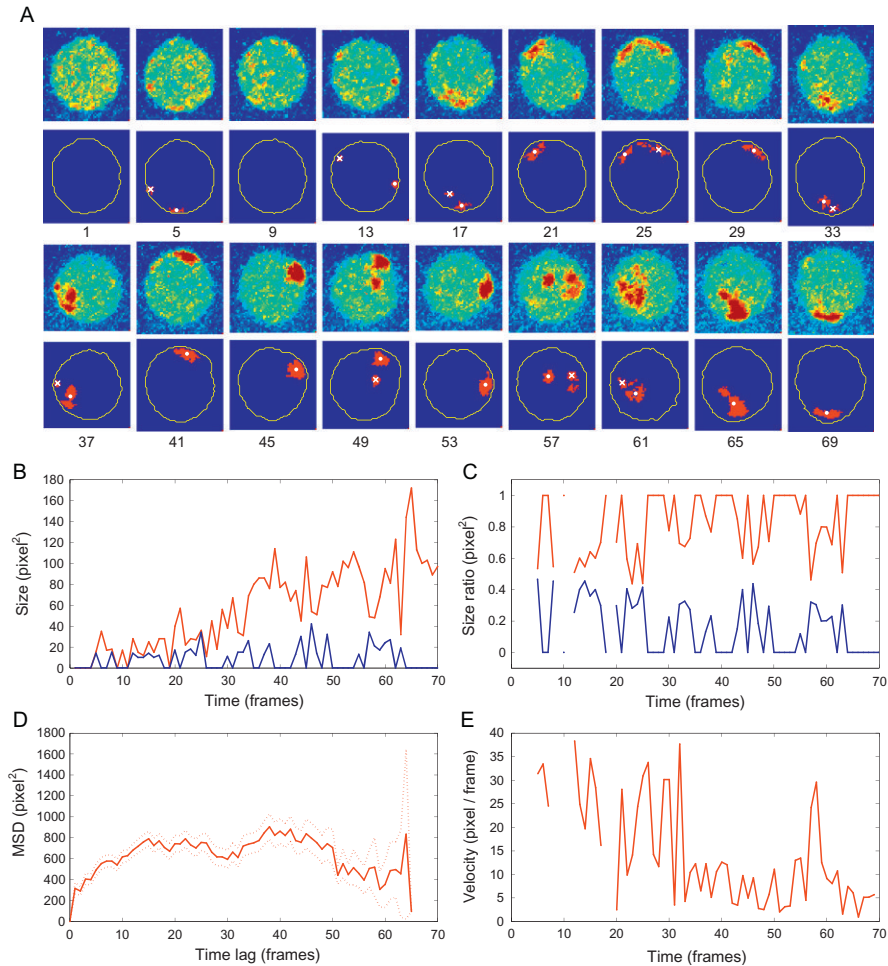 A
1 5 9 13 17 21 25 29 33
37 41 45 49 53 57 61 65 69
B
180
160
140
120
100
80
60
40
20
0
Size (pixel²)
0 10 20 30 40 50 60 70
Time (frames)
C
1
0.8
0.6
0.4
0.2
0
Size ratio (pixel²)
0 10 20 30 40 50 60 70
Time (frames)
D
1800
1600
1400
1200
1000
800
600
400
200
0
MSD (pixel²)
0 10 20 30 40 50 60 70
Time lag (frames)
E
40
35
30
25
20
15
10
5
0
Velocity (pixel / frame)
0 10 20 30 40 50 60 70
Time (frames)